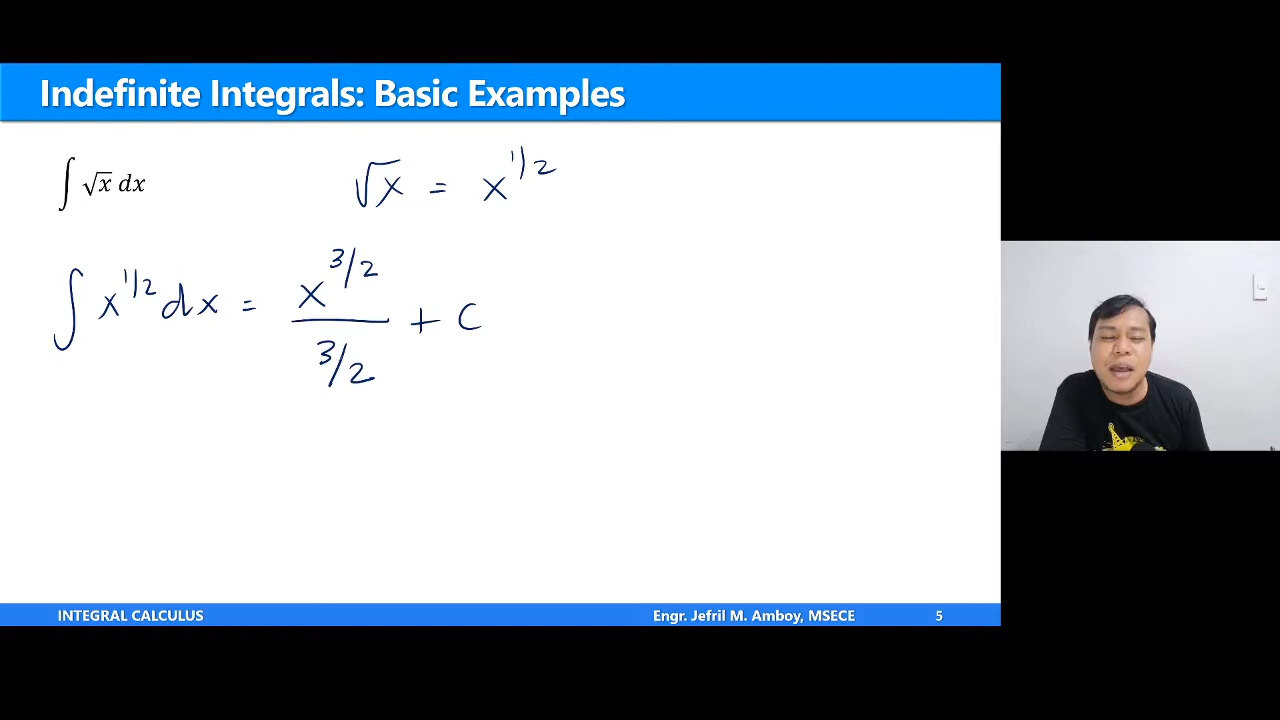 Indefinite Integrals: Basic Examples
∫ √x dx
√x = x^1/2
∫ x^1/2 dx = x^3/2 / 3/2 + C
INTEGRAL CALCULUS
Engr. Jefril M. Amboy, MSECE
5